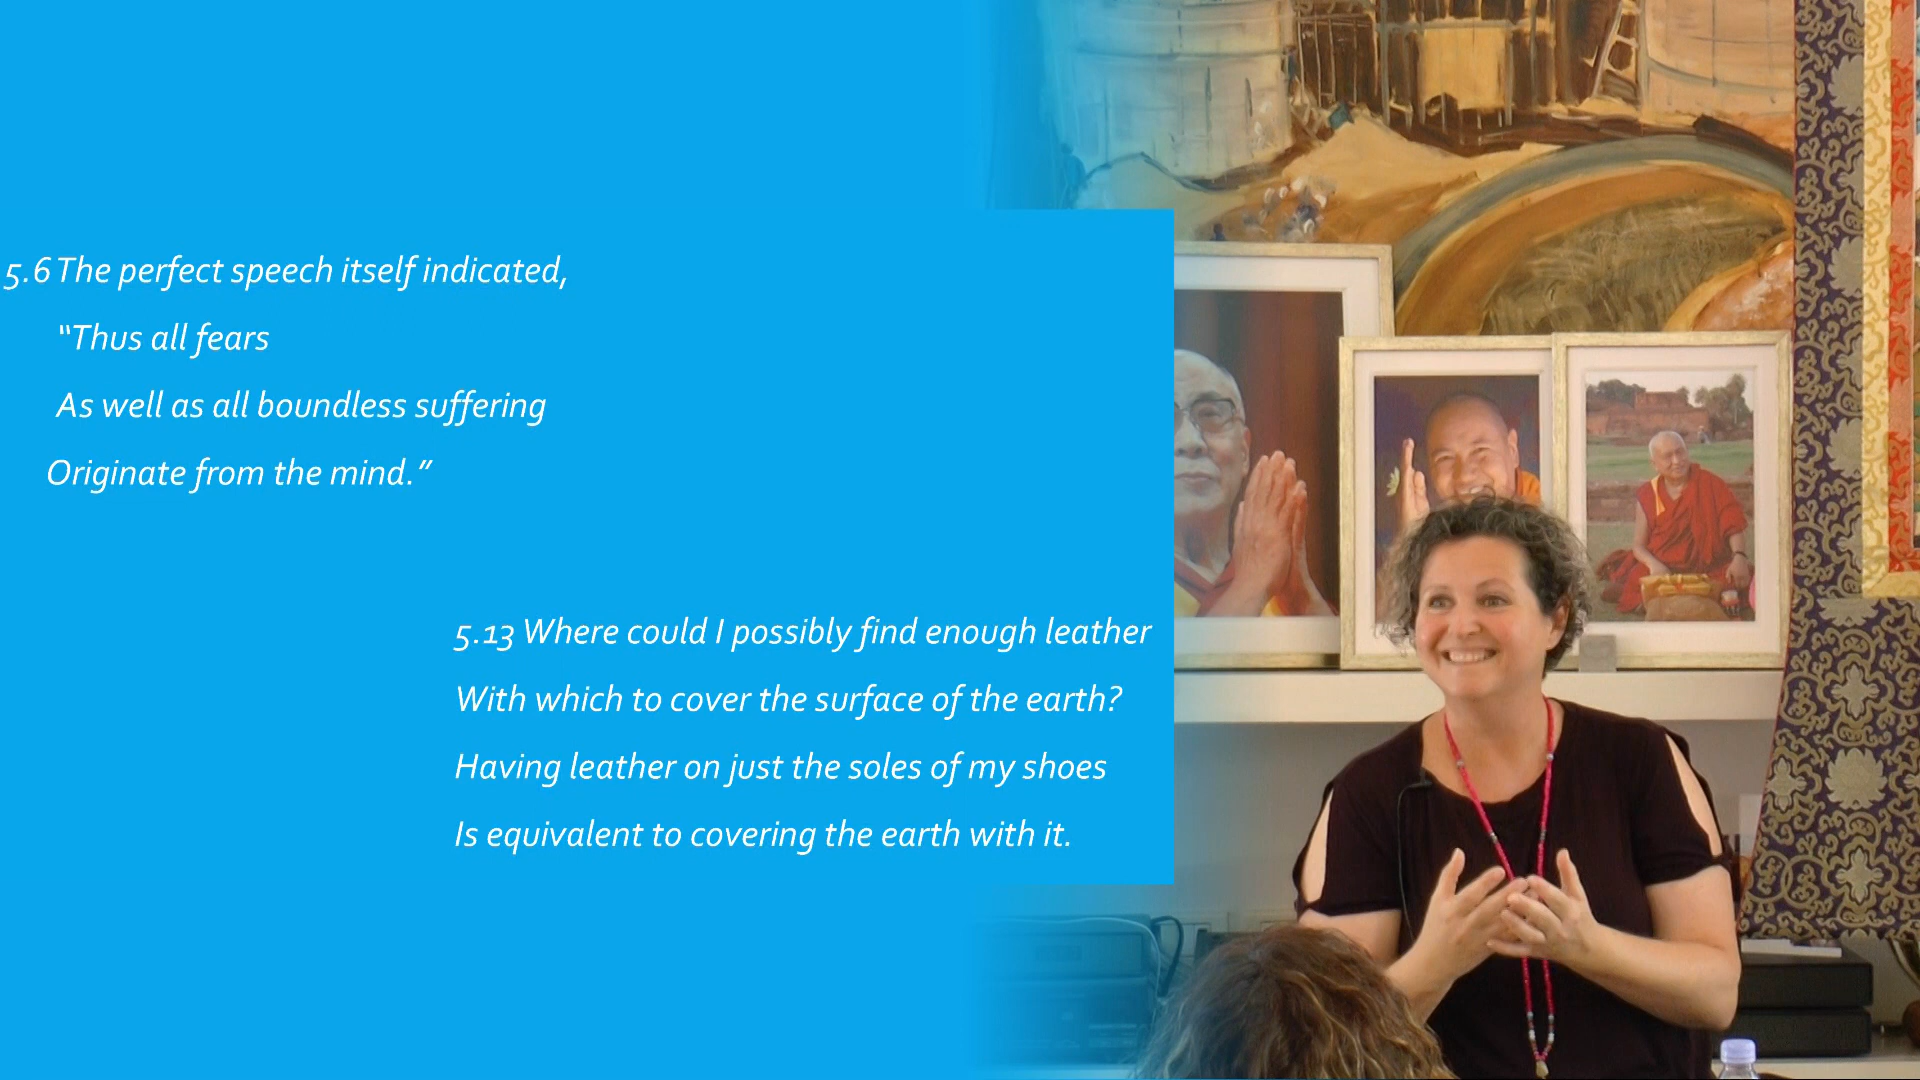 5.6 The perfect speech itself indicated,
“Thus all fears
As well as all boundless suffering
Originate from the mind.”
5.13 Where could I possibly find enough leather
With which to cover the surface of the earth?
Having leather on just the soles of my shoes
Is equivalent to covering the earth with it.